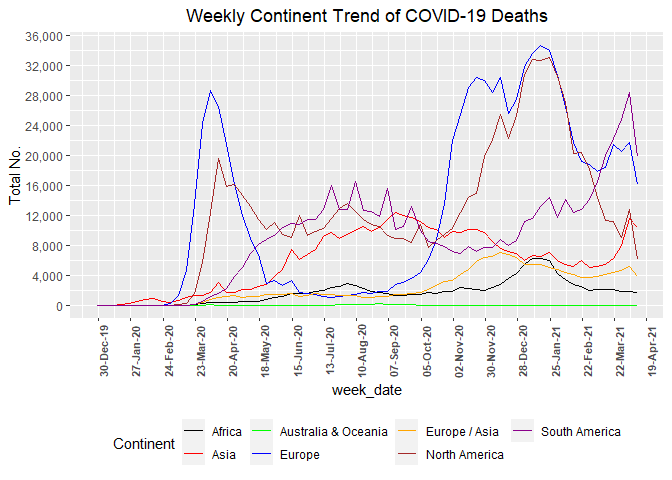 Weekly Continent Trend of COVID-19 Deaths
36,000
32,000
28,000
24,000
20,000
16,000
12,000
8,000
4,000
0
Total No.
30-Dec-19
27-Jan-20
24-Feb-20
23-Mar-20
20-Apr-20
18-May-20
15-Jun-20
13-Jul-20
10-Aug-20
07-Sep-20
05-Oct-20
02-Nov-20
30-Nov-20
28-Dec-20
25-Jan-21
22-Feb-21
22-Mar-21
19-Apr-21
week_date
Continent
Africa
Australia & Oceania
Europe / Asia
South America
Asia
Europe
North America